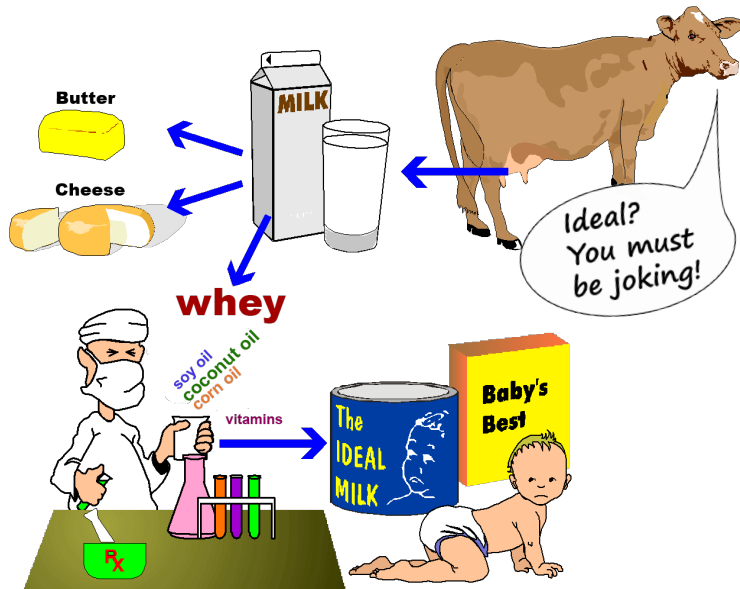 Butter
MILK
Cheese
Ideal?
You must
be joking!
whey
soy oil
coconut oil
corn oil
vitamins
Baby's
Best
The
IDEAL
MILK
Rx